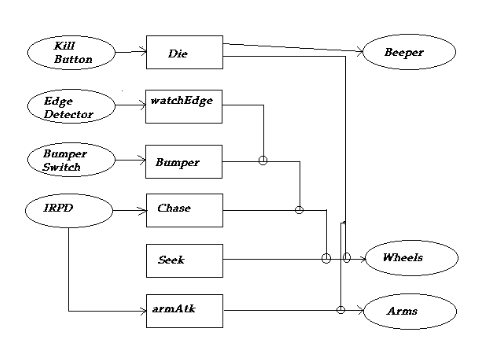 Kill
Button
Die
Beeper
Edge
Detector
watchEdge
Bumper
Switch
Bumper
IRPD
Chase
Seek
Wheels
armAtk
Arms